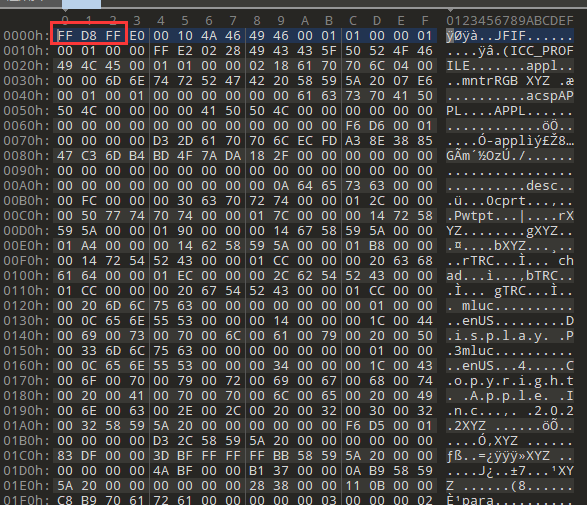 0 1 2 3 4 5 6 7 8 9 A B C D E F 0123456789ABCDEF
0000h: FF D8 FF E0 00 10 4A 46 49 46 00 01 01 00 00 01 ÿØÿà..JFIF......
0010h: 00 01 00 00 FF E2 02 28 49 43 43 5F 50 52 4F 46 ....ÿâ.(ICC_PROF
0020h: 49 4C 45 00 01 01 00 00 02 18 61 70 70 6C 04 00 ILE.......appl..
0030h: 00 00 6D 6E 74 72 52 47 42 20 58 59 5A 20 07 E6 ..mntrRGB XYZ .æ
0040h: 00 01 00 01 00 00 00 00 00 00 61 63 73 70 41 50 ..........acspAP
0050h: 50 4C 00 00 00 00 41 50 50 4C 00 00 00 00 00 00 PL....APPL......
0060h: 00 00 00 00 00 00 00 00 00 00 00 00 F6 D6 00 01 ............öÖ..
0070h: 00 00 00 00 D3 2D 61 70 70 6C EC FD A3 8E 38 85 ....Ó-applìý£Ž8…
0080h: 47 C3 6D B4 BD 4F 7A DA 18 2F 00 00 00 00 00 00 GÃm´½OzÚ./......
0090h: 00 00 00 00 00 00 00 00 00 00 00 00 00 00 00 00 ................
00A0h: 00 00 00 00 00 00 00 00 00 0A 64 65 73 63 00 00 ..........desc..
00B0h: 00 FC 00 00 00 30 63 70 72 74 00 00 01 2C 00 00 .ü...0cprt...,..
00C0h: 00 50 77 74 70 74 00 00 01 7C 00 00 00 14 72 58 .Pwtpt...|....rX
00D0h: 59 5A 00 00 01 90 00 00 00 14 67 58 59 5A 00 00 YZ........gXYZ..
00E0h: 01 A4 00 00 00 14 62 58 59 5A 00 00 01 B8 00 00 .¤....bXYZ...¸..
00F0h: 00 14 72 54 52 43 00 00 01 CC 00 00 00 20 63 68 ..rTRC...Ì... ch
0100h: 61 64 00 00 01 EC 00 00 00 2C 62 54 52 43 00 00 ad...ì...,bTRC..
0110h: 01 CC 00 00 00 20 67 54 52 43 00 00 01 CC 00 00 .Ì... gTRC...Ì..
0120h: 00 20 6D 6C 75 63 00 00 00 00 00 00 00 01 00 00 . mluc..........
0130h: 00 0C 65 6E 55 53 00 00 00 14 00 00 00 1C 00 44 ..enUS.........D
0140h: 00 69 00 73 00 70 00 6C 00 61 00 79 00 20 00 50 .i.s.p.l.a.y. .P
0150h: 00 33 6D 6C 75 63 00 00 00 00 00 00 00 01 00 00 .3mluc..........
0160h: 00 0C 65 6E 55 53 00 00 00 34 00 00 00 1C 00 43 ..enUS...4.....C
0170h: 00 6F 00 70 00 79 00 72 00 69 00 67 00 68 00 74 .o.p.y.r.i.g.h.t
0180h: 00 20 00 41 00 70 00 70 00 6C 00 65 00 20 00 49 . .A.p.p.l.e. .I
0190h: 00 6E 00 63 00 2E 00 2C 00 20 00 32 00 30 00 32 .n.c...,. .2.0.2
01A0h: 00 32 58 59 5A 20 00 00 00 00 00 00 F6 D5 00 01 .2XYZ ......öÕ..
01B0h: 00 00 00 00 D3 2C 58 59 5A 20 00 00 00 00 00 00 ....Ó,XYZ ......
01C0h: 83 DF 00 00 3D BF FF FF FF BB 58 59 5A 20 00 00 ƒß..=¿ÿÿÿ»XYZ ..
01D0h: 00 00 00 00 4A BF 00 00 B1 37 00 00 0A B9 58 59 ....J¿..±7...¹XY
01E0h: 5A 20 00 00 00 00 00 00 28 38 00 00 11 0B 00 00 Z ......(8......
01F0h: C8 B9 70 61 72 61 00 00 00 00 00 03 00 00 00 02 È¹para..........